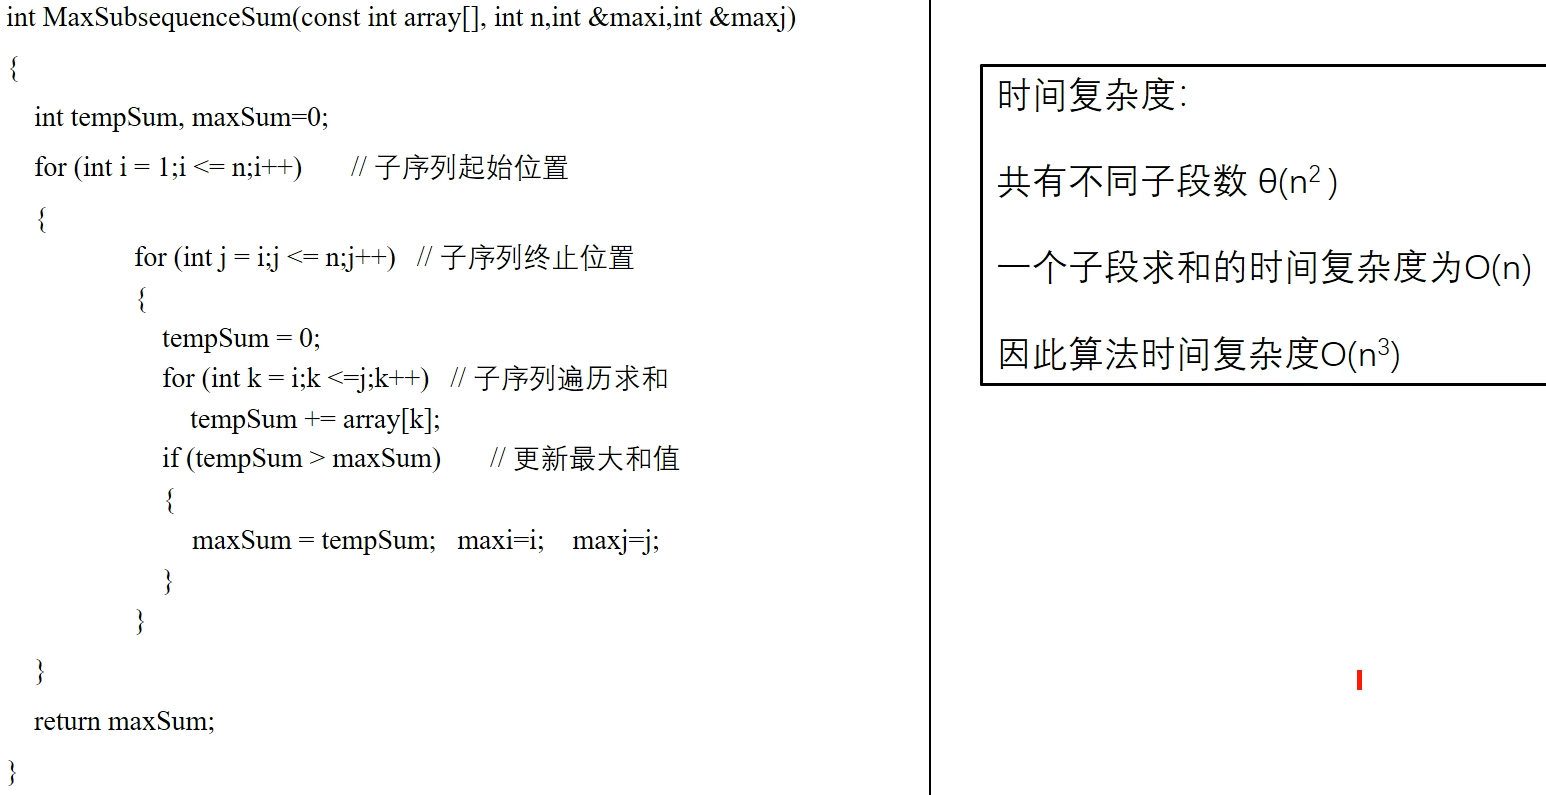 int MaxSubsequenceSum(const int array[], int n,int &maxi,int &maxj)
{
int tempSum, maxSum=0;
for (int i = 1;i <= n;i++) // 子序列起始位置
{
for (int j = i;j <= n;j++) // 子序列终止位置
{
tempSum = 0;
for (int k = i;k <=j;k++) // 子序列遍历求和
tempSum += array[k];
if (tempSum > maxSum) // 更新最大和值
{
maxSum = tempSum; maxi=i; maxj=j;
}
}
}
return maxSum;
}
时间复杂度：
共有不同子段数 θ(n²)
一个子段求和的时间复杂度为O(n)
因此算法时间复杂度O(n³)